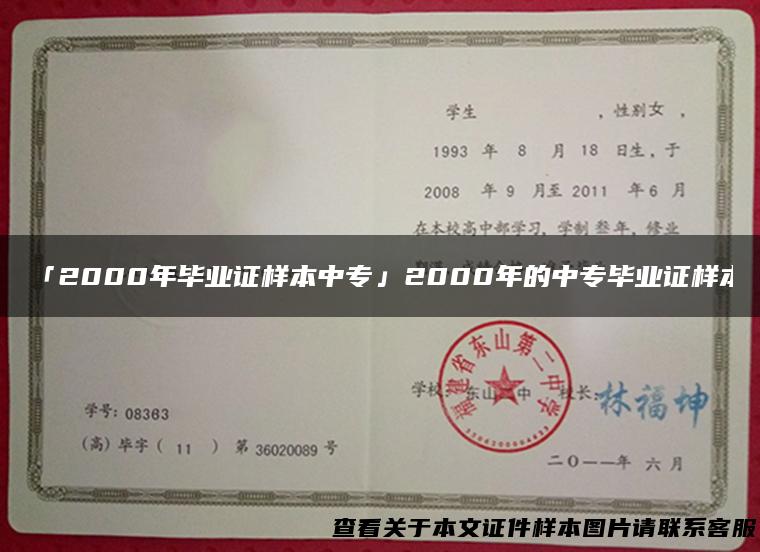 学生 ，性别女 ，
1993 年 8 月 18 日生，于
2008 年 9 月至 2011 年 6 月
在本校高中部学习，学制叁年，修业
「2000年毕业证样本中专」2000年的中专毕业证样本
福建省东山第二中学
学校： 东山二中 校长： 林福坤
学号：08363
(高) 毕字 ( 11 ) 第 36020089 号
二〇一一年 六 月
查看关于本文证件样本图片请联系客服